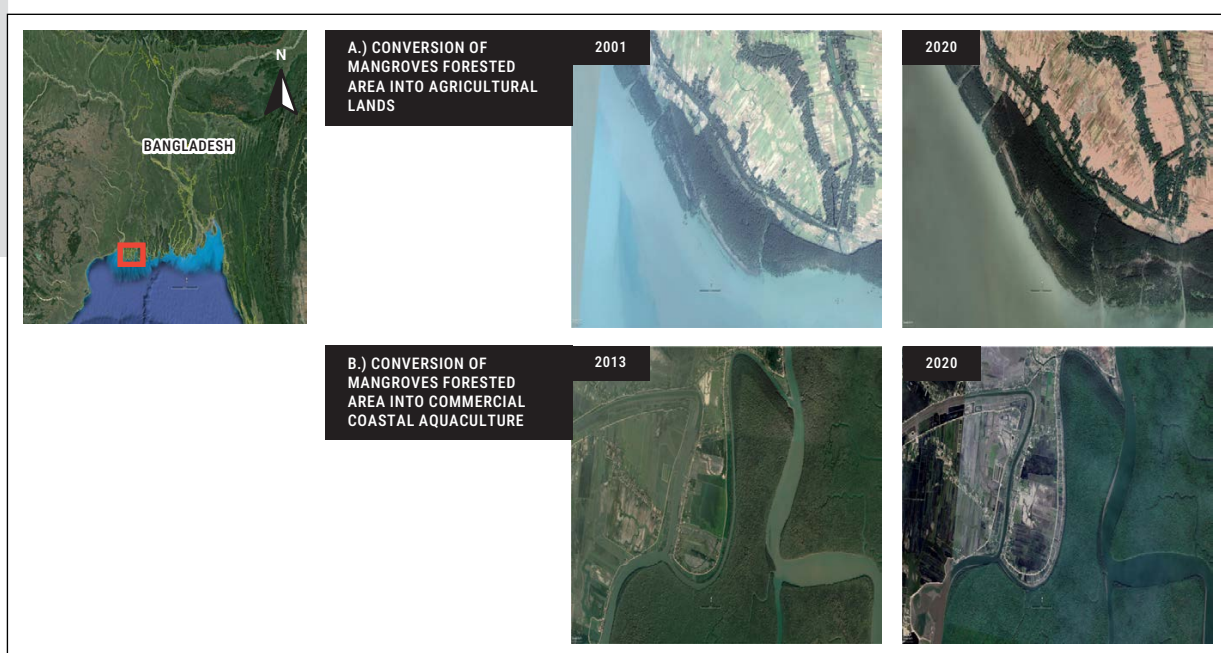 N
BANGLADESH
A.) CONVERSION OF
MANGROVES FORESTED
AREA INTO AGRICULTURAL
LANDS
2001
2020
B.) CONVERSION OF
MANGROVES FORESTED
AREA INTO COMMERCIAL
COASTAL AQUACULTURE
2013
2020